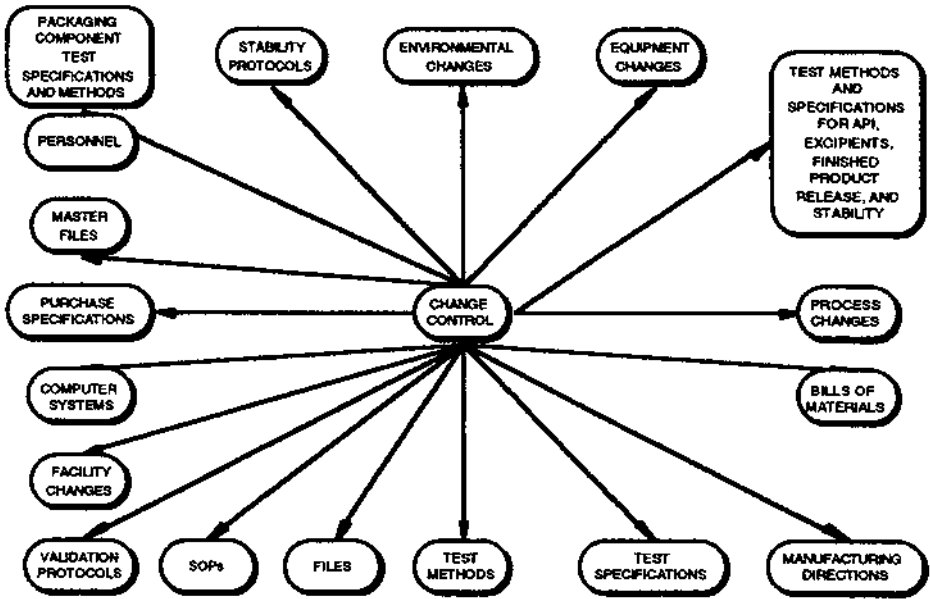 PACKAGING
COMPONENT
TEST
SPECIFICATIONS
AND METHODS
STABILITY
PROTOCOLS
ENVIRONMENTAL
CHANGES
EQUIPMENT
CHANGES
TEST METHODS
AND
SPECIFICATIONS
FOR API,
EXCIPIENTS,
FINISHED
PRODUCT
RELEASE, AND
STABILITY
PERSONNEL
MASTER
FILES
PURCHASE
SPECIFICATIONS
CHANGE
CONTROL
PROCESS
CHANGES
COMPUTER
SYSTEMS
BILLS OF
MATERIALS
FACILITY
CHANGES
VALIDATION
PROTOCOLS
SOPs
FILES
TEST
METHODS
TEST
SPECIFICATIONS
MANUFACTURING
DIRECTIONS